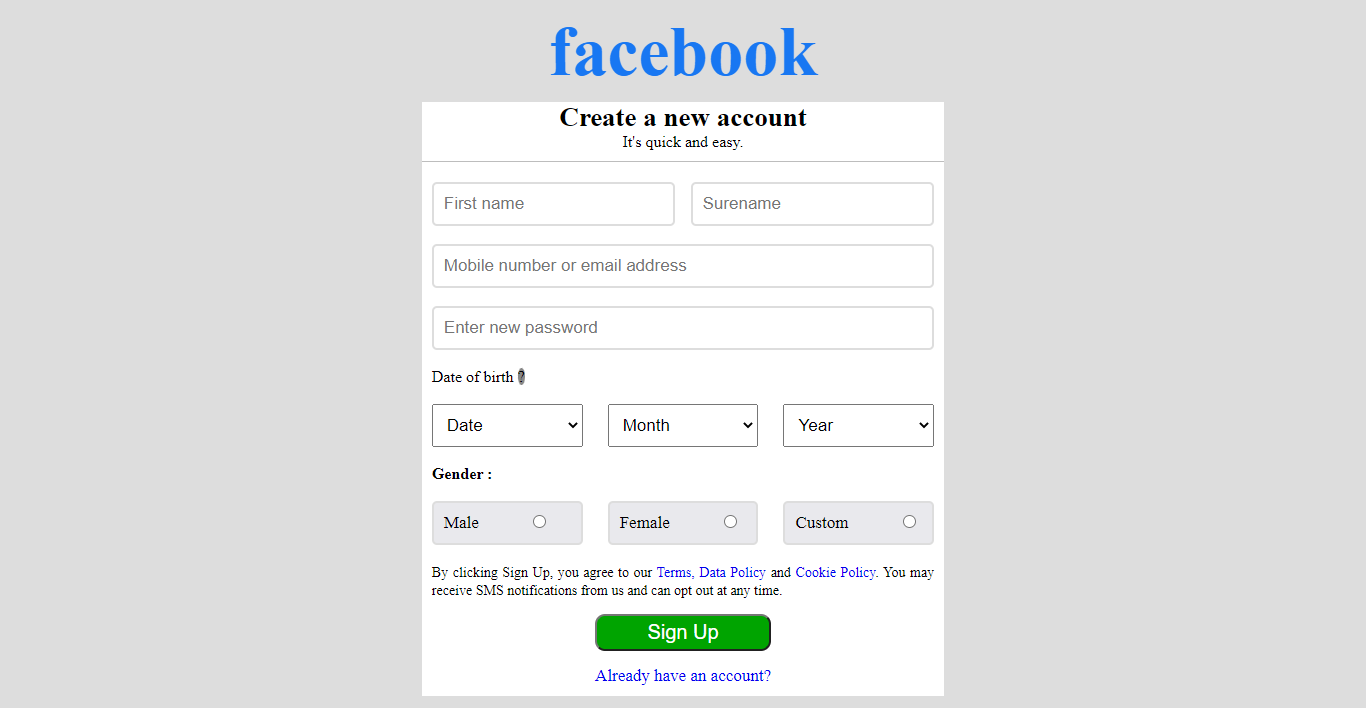 facebook
Create a new account
It's quick and easy.
First name Surename
Mobile number or email address
Enter new password
Date of birth ?
Date Month Year
Gender :
Male Female Custom
By clicking Sign Up, you agree to our Terms, Data Policy and Cookie Policy. You may
receive SMS notifications from us and can opt out at any time.
Sign Up
Already have an account?